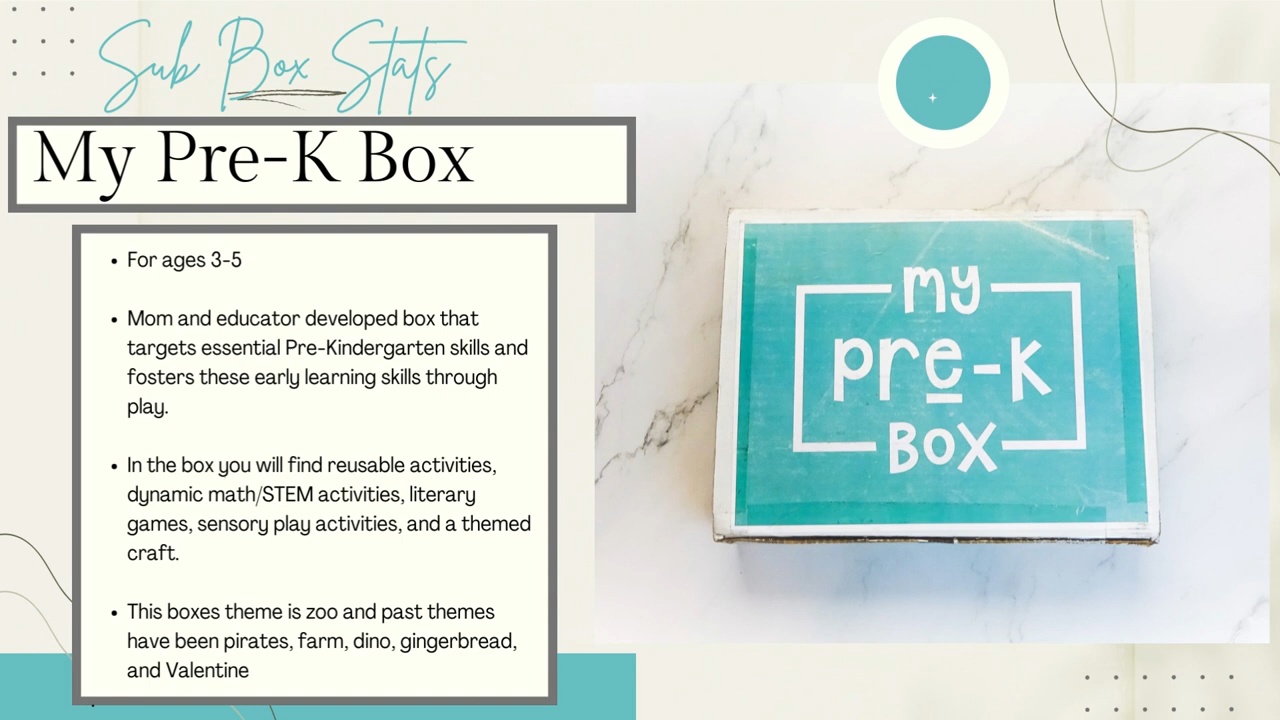 Sub Box Stats
My Pre-K Box
• For ages 3-5
• Mom and educator developed box that
targets essential Pre-Kindergarten skills and
fosters these early learning skills through
play.
• In the box you will find reusable activities,
dynamic math/STEM activities, literary
games, sensory play activities, and a themed
craft.
• This boxes theme is zoo and past themes
have been pirates, farm, dino, gingerbread,
and Valentine
my
pre-K
BOX